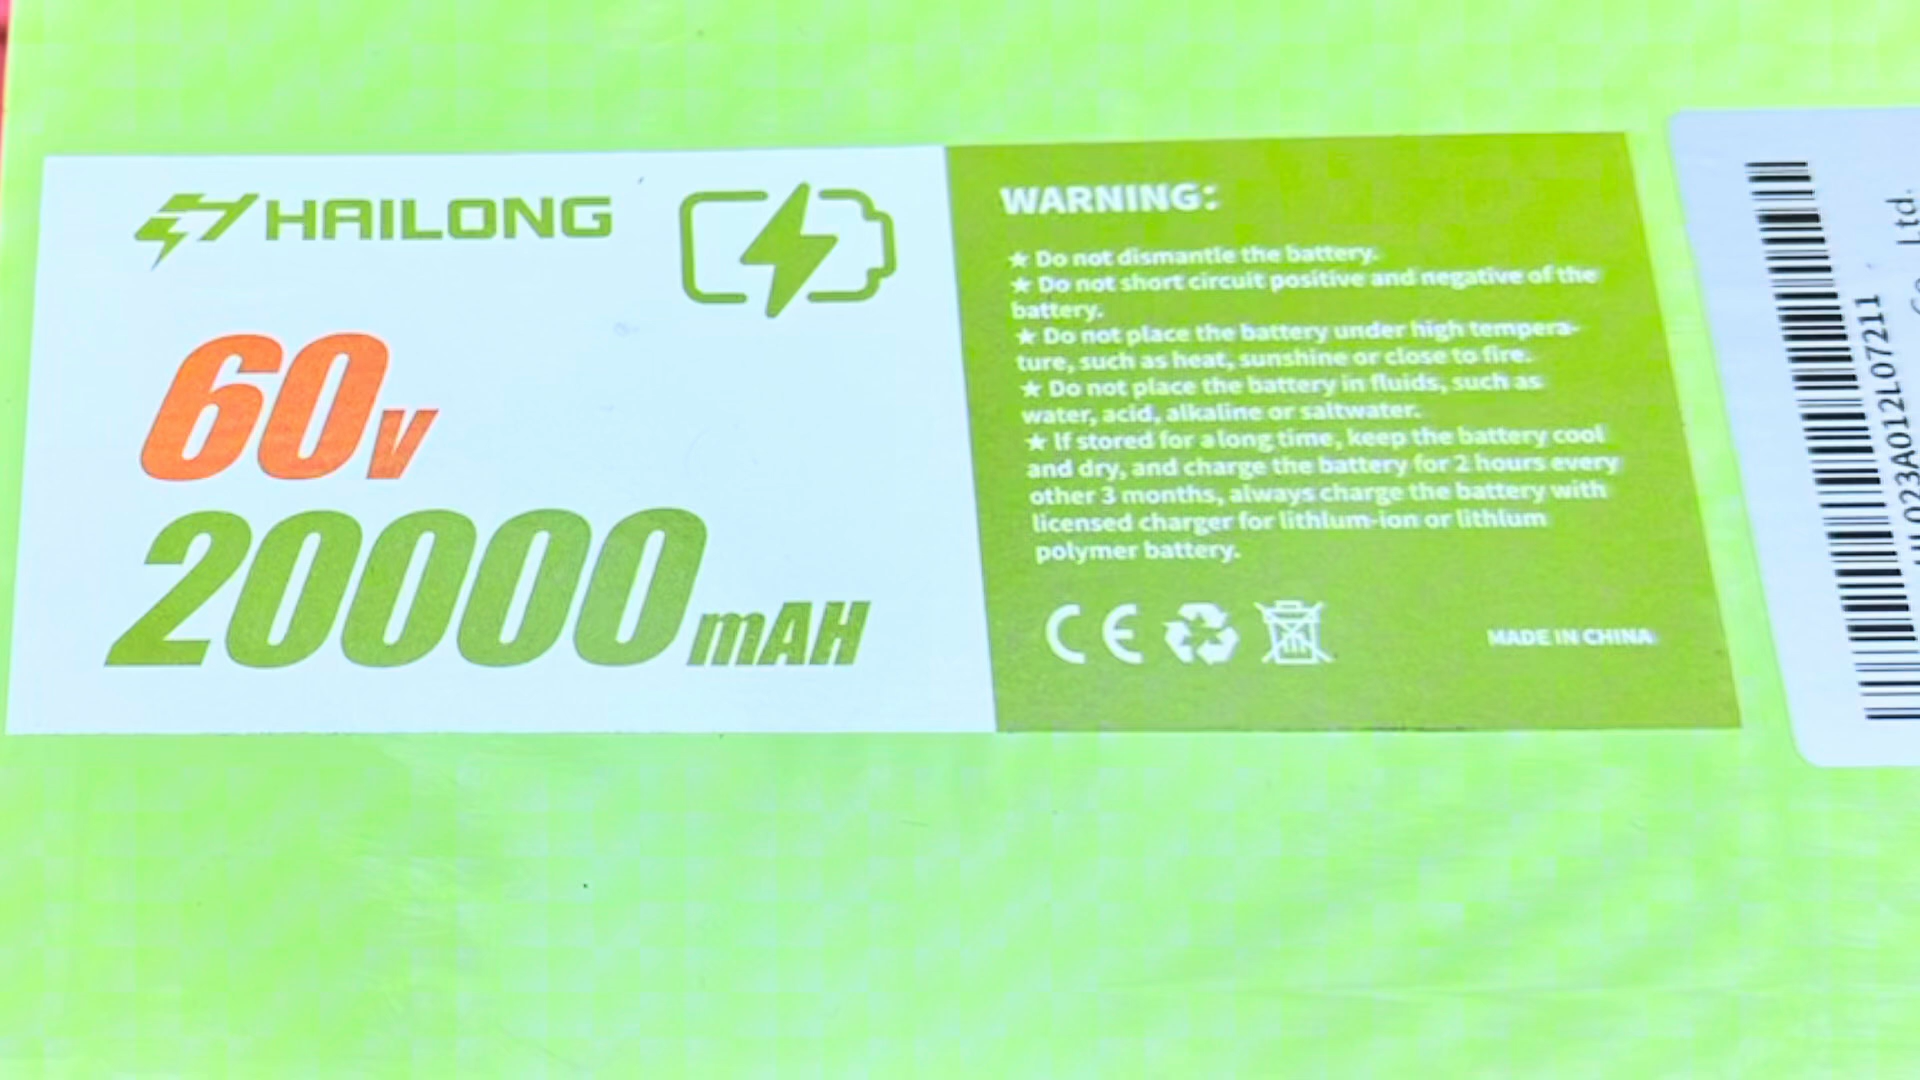 HAILONG
60V
20000mAH
WARNING:
★ Do not dismantle the battery.
★ Do not short circuit positive and negative of the
battery.
★ Do not place the battery under high tempera-
ture, such as heat, sunshine or close to fire.
★ Do not place the battery in fluids, such as
water, acid, alkaline or saltwater.
★ If stored for a long time, keep the battery cool
and dry, and charge the battery for 2 hours every
other 3 months, always charge the battery with
licensed charger for lithlum-ion or lithlum
polymer battery.
CE
MADE IN CHINA
023A012L07211
Ltd.